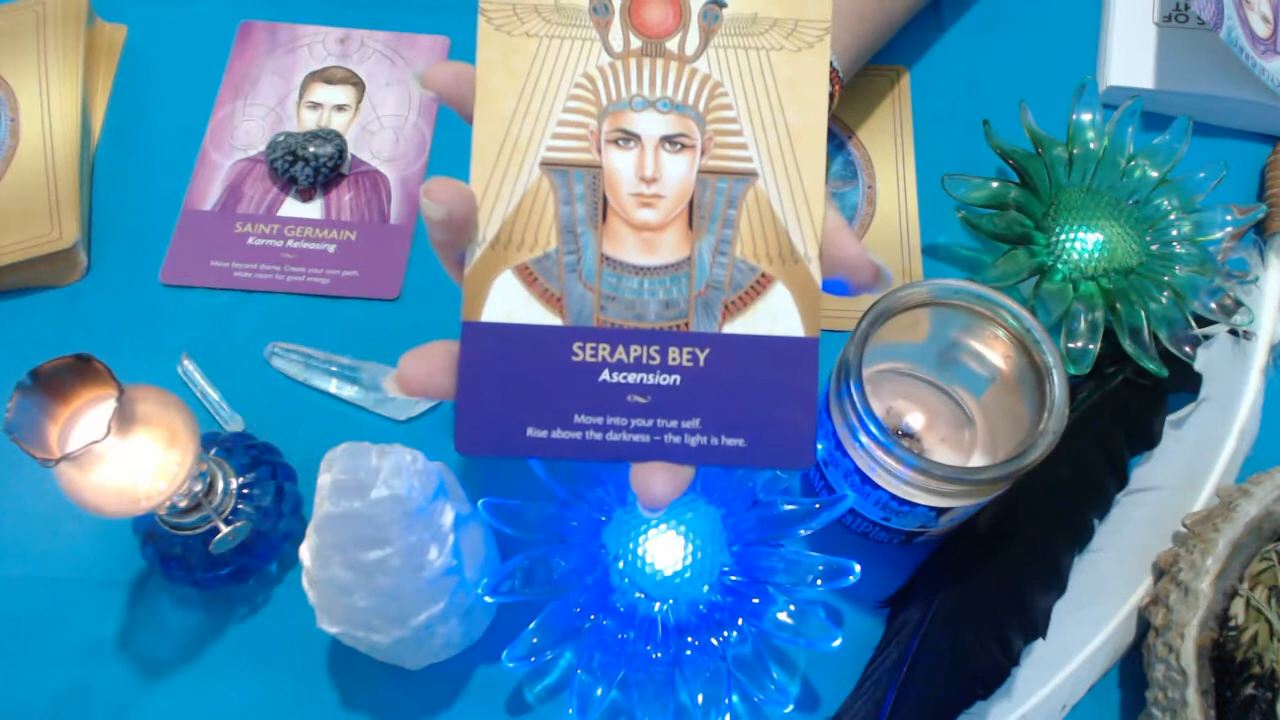 SAINT GERMAIN
Karma Releasing
Move beyond drama. Create your own path.
Make room for good energy.
SERAPIS BEY
Ascension
Move into your true self.
Rise above the darkness – the light is here.
OF